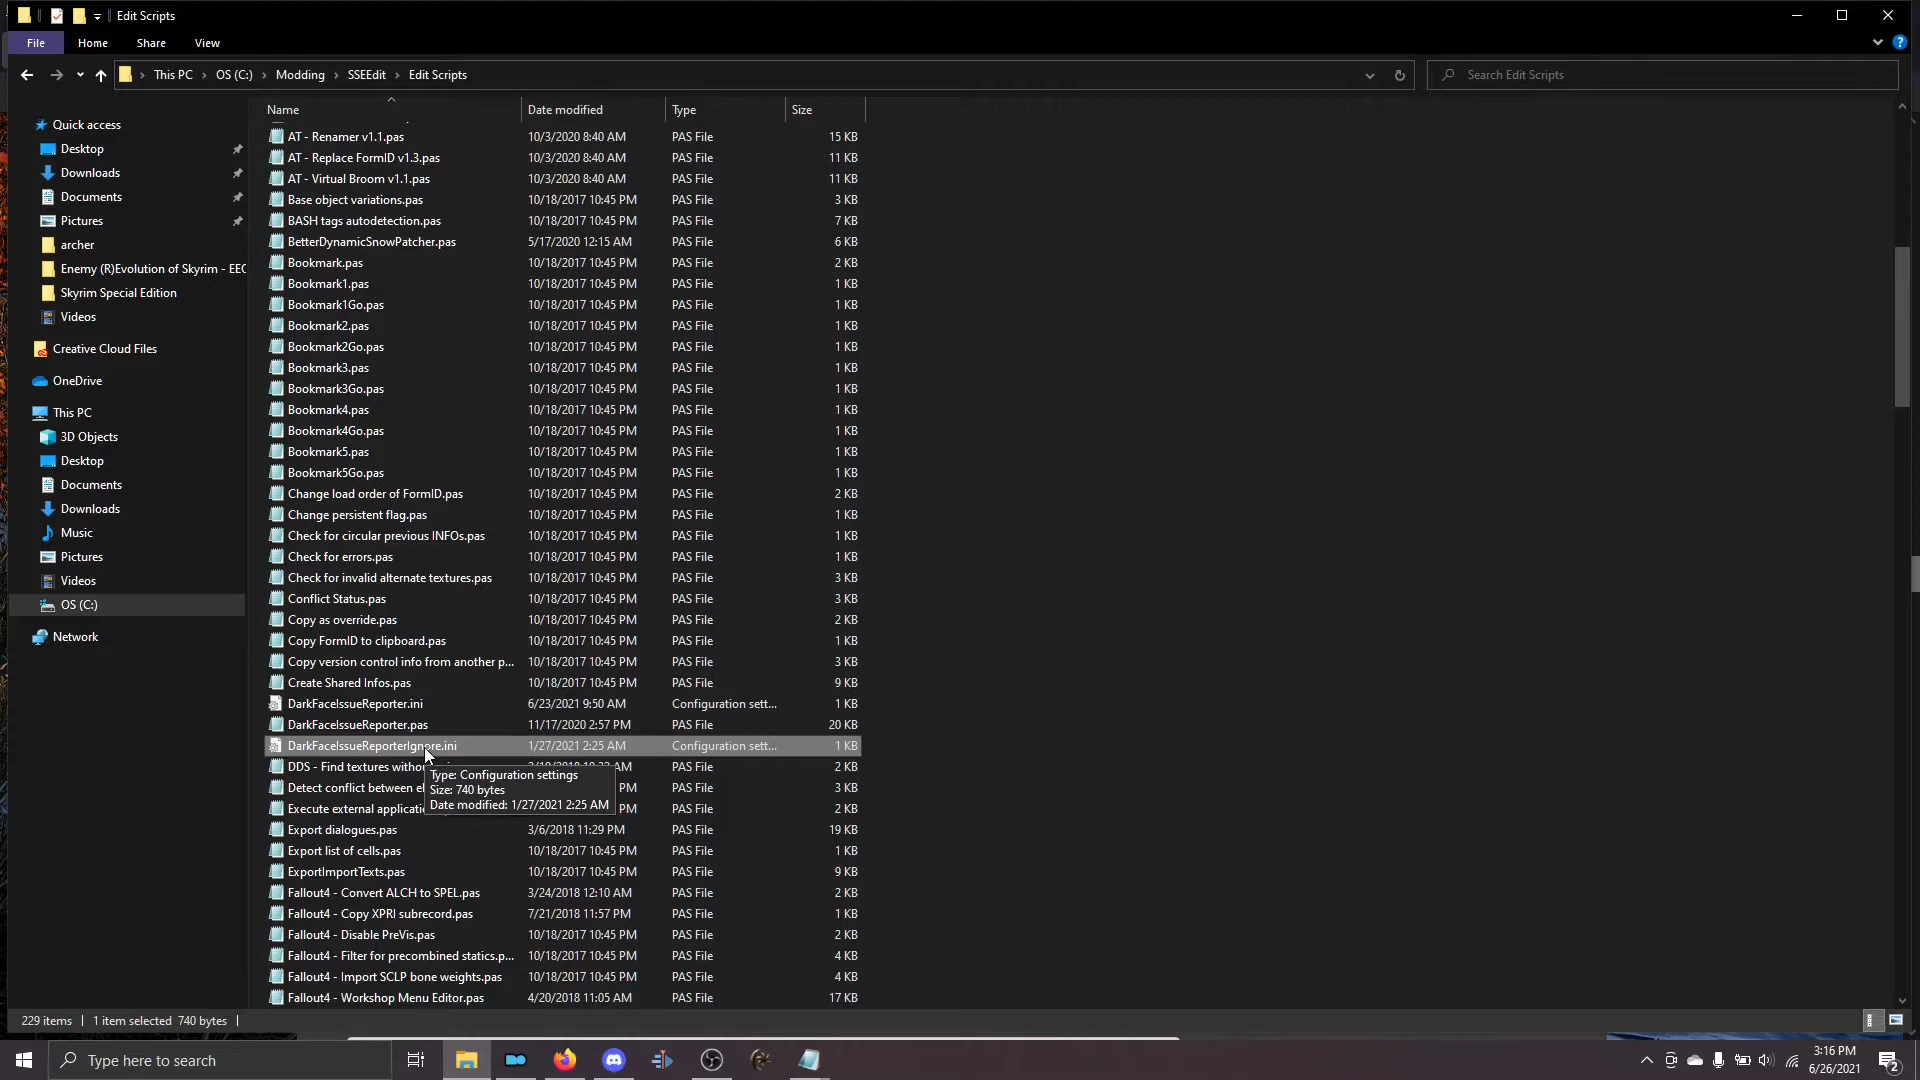 Edit Scripts
File Home Share View
This PC OS (C:) Modding SSEEdit Edit Scripts
Search Edit Scripts
Name Date modified Type Size
AT - Renamer v1.1.pas 10/3/2020 8:40 AM PAS File 15 KB
AT - Replace FormID v1.3.pas 10/3/2020 8:40 AM PAS File 11 KB
AT - Virtual Broom v1.1.pas 10/3/2020 8:40 AM PAS File 11 KB
Base object variations.pas 10/18/2017 10:45 PM PAS File 3 KB
BASH tags autodetection.pas 10/18/2017 10:45 PM PAS File 7 KB
BetterDynamicSnowPatcher.pas 5/17/2020 12:15 AM PAS File 6 KB
Bookmark.pas 10/18/2017 10:45 PM PAS File 2 KB
Bookmark1.pas 10/18/2017 10:45 PM PAS File 1 KB
Bookmark1Go.pas 10/18/2017 10:45 PM PAS File 1 KB
Bookmark2.pas 10/18/2017 10:45 PM PAS File 1 KB
Bookmark2Go.pas 10/18/2017 10:45 PM PAS File 1 KB
Bookmark3.pas 10/18/2017 10:45 PM PAS File 1 KB
Bookmark3Go.pas 10/18/2017 10:45 PM PAS File 1 KB
Bookmark4.pas 10/18/2017 10:45 PM PAS File 1 KB
Bookmark4Go.pas 10/18/2017 10:45 PM PAS File 1 KB
Bookmark5.pas 10/18/2017 10:45 PM PAS File 1 KB
Bookmark5Go.pas 10/18/2017 10:45 PM PAS File 1 KB
Change load order of FormID.pas 10/18/2017 10:45 PM PAS File 2 KB
Change persistent flag.pas 10/18/2017 10:45 PM PAS File 1 KB
Check for circular previous INFOs.pas 10/18/2017 10:45 PM PAS File 1 KB
Check for errors.pas 10/18/2017 10:45 PM PAS File 1 KB
Check for invalid alternate textures.pas 10/18/2017 10:45 PM PAS File 3 KB
Conflict Status.pas 10/18/2017 10:45 PM PAS File 3 KB
Copy as override.pas 10/18/2017 10:45 PM PAS File 2 KB
Copy FormID to clipboard.pas 10/18/2017 10:45 PM PAS File 1 KB
Copy version control info from another p... 10/18/2017 10:45 PM PAS File 3 KB
Create Shared Infos.pas 10/18/2017 10:45 PM PAS File 9 KB
DarkFaceIssueReporter.ini 6/23/2021 9:50 AM Configuration sett... 1 KB
DarkFaceIssueReporter.pas 11/17/2020 2:57 PM PAS File 20 KB
DarkFaceIssueReporterIgnore.ini 1/27/2021 2:25 AM Configuration sett... 1 KB
DDS - Find textures witho AM PAS File 2 KB
Detect conflict between PM PAS File 3 KB
Execute external applicati PM PAS File 2 KB
Type: Configuration settings
Size: 740 bytes
Date modified: 1/27/2021 2:25 AM
Export dialogues.pas 3/6/2018 11:29 PM PAS File 19 KB
Export list of cells.pas 10/18/2017 10:45 PM PAS File 1 KB
ExportImportTexts.pas 10/18/2017 10:45 PM PAS File 9 KB
Fallout4 - Convert ALCH to SPEL.pas 3/24/2018 12:10 AM PAS File 2 KB
Fallout4 - Copy XPRI subrecord.pas 7/21/2018 11:57 PM PAS File 1 KB
Fallout4 - Disable PreVis.pas 10/18/2017 10:45 PM PAS File 2 KB
Fallout4 - Filter for precombined statics.p... 10/18/2017 10:45 PM PAS File 4 KB
Fallout4 - Import SCLP bone weights.pas 10/18/2017 10:45 PM PAS File 4 KB
Fallout4 - Workshop Menu Editor.pas 4/20/2018 11:05 AM PAS File 17 KB
Quick access
Desktop
Downloads
Documents
Pictures
archer
Enemy (R)Evolution of Skyrim - EEC
Skyrim Special Edition
Videos
Creative Cloud Files
OneDrive
This PC
3D Objects
Desktop
Documents
Downloads
Music
Pictures
Videos
OS (C:)
Network
229 items 1 item selected 740 bytes
Type here to search
3:16 PM
6/26/2021
2